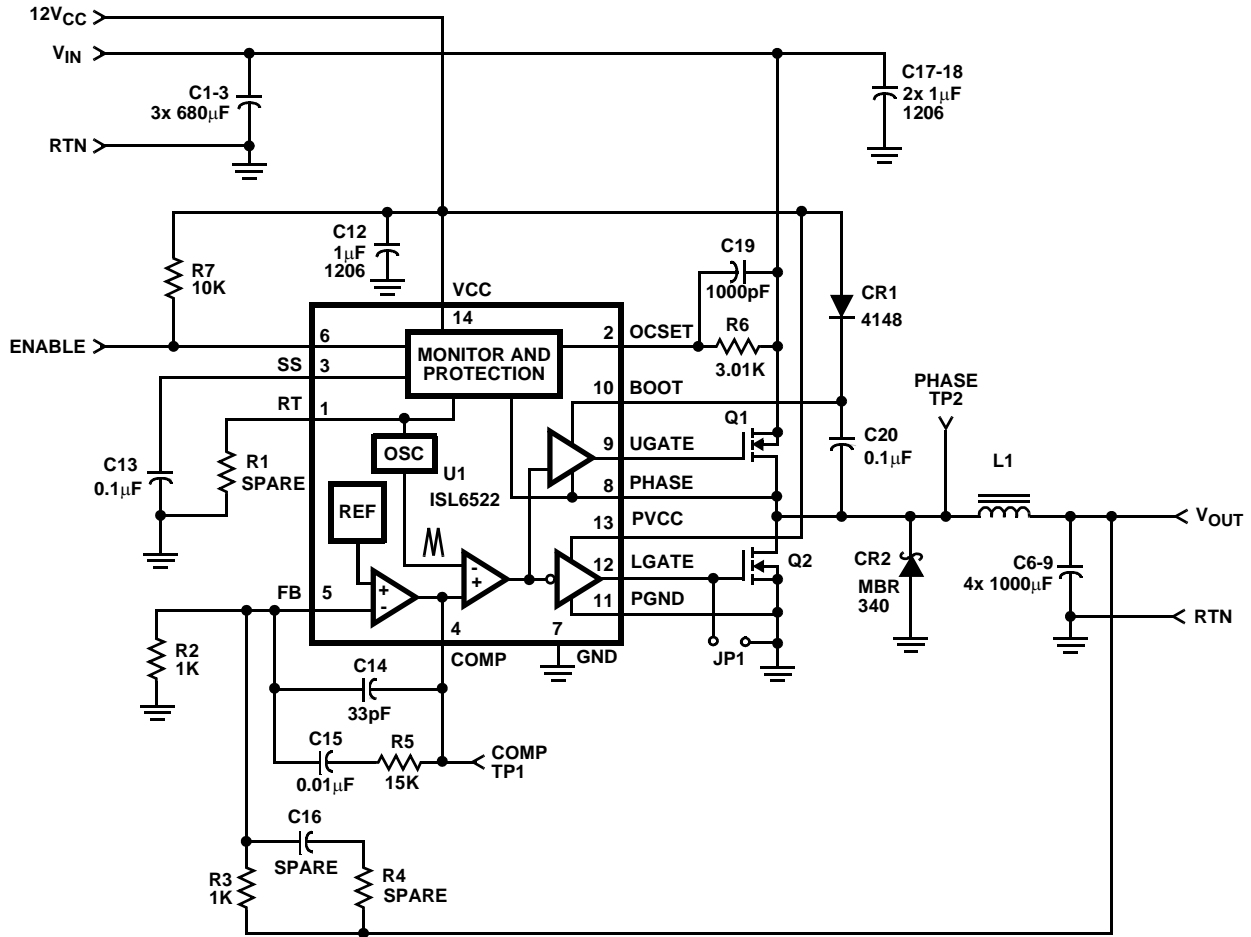 12VCC
VIN
C1-3
3x 680µF
RTN
C17-18
2x 1µF
1206
C12
1µF
1206
R7
10K
C19
1000pF
VCC
14
CR1
4148
ENABLE
6
2
OCSET
R6
3.01K
MONITOR AND
PROTECTION
SS
3
10
BOOT
PHASE
TP2
RT
1
Q1
OSC
9
UGATE
C20
0.1µF
L1
C13
0.1µF
R1
SPARE
U1
ISL6522
8
PHASE
REF
13
PVCC
VOUT
12
LGATE
Q2
CR2
MBR
340
C6-9
4x 1000µF
+
-
-
+
FB
5
11
PGND
RTN
4
7
COMP
GND
JP1
R2
1K
C14
33pF
C15
0.01µF
R5
15K
COMP
TP1
C16
SPARE
R3
1K
R4
SPARE